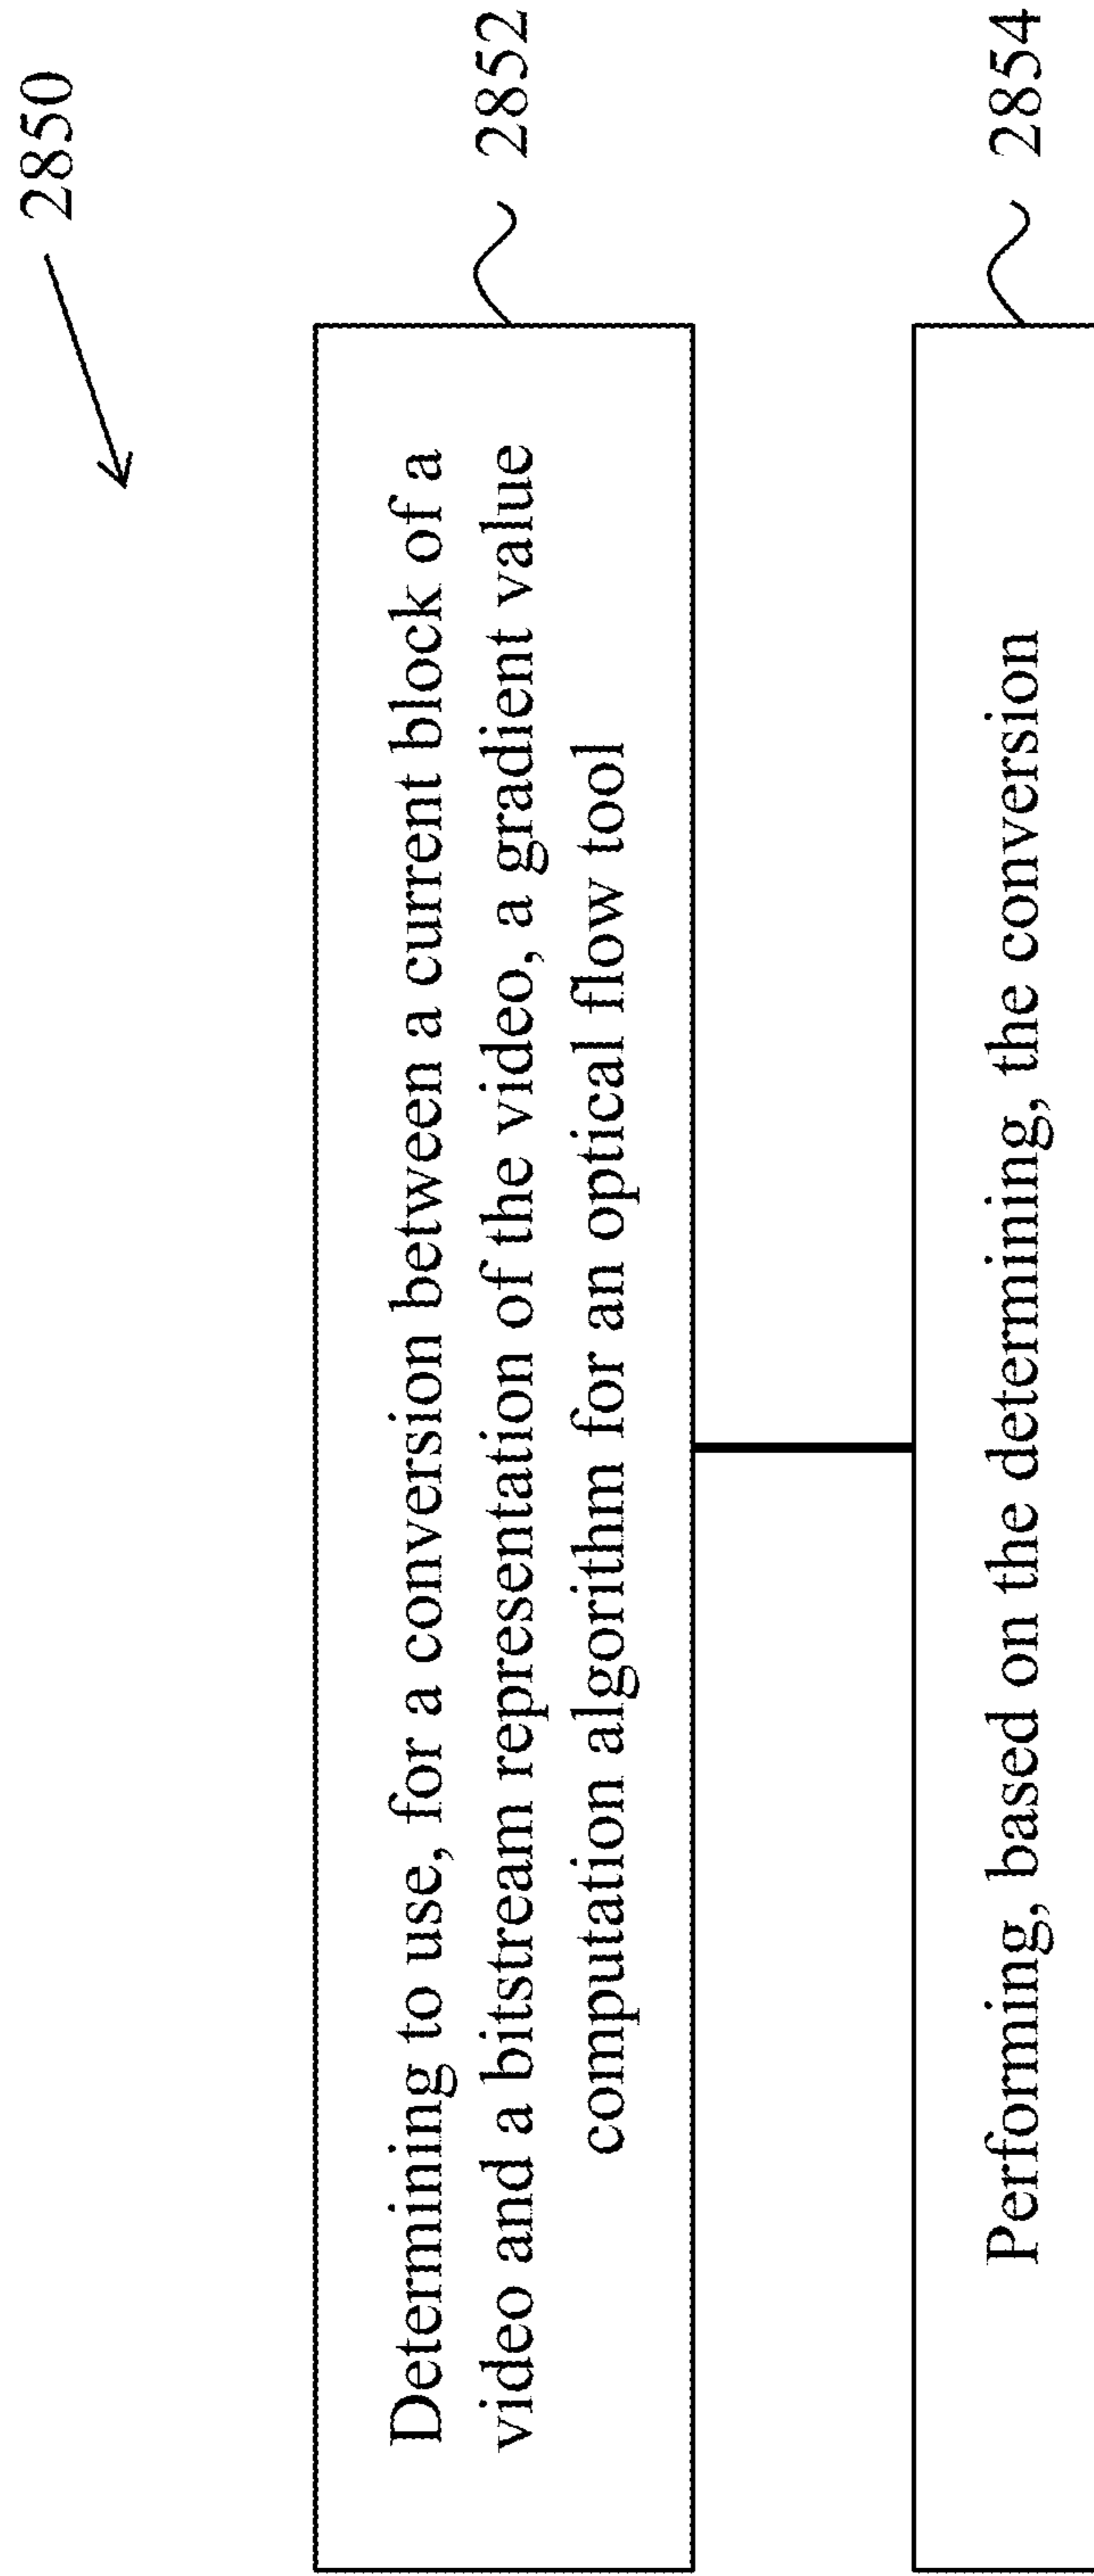 2850
Determining to use, for a conversion between a current block of a
video and a bitstream representation of the video, a gradient value
computation algorithm for an optical flow tool
2852
Performing, based on the determining, the conversion
2854